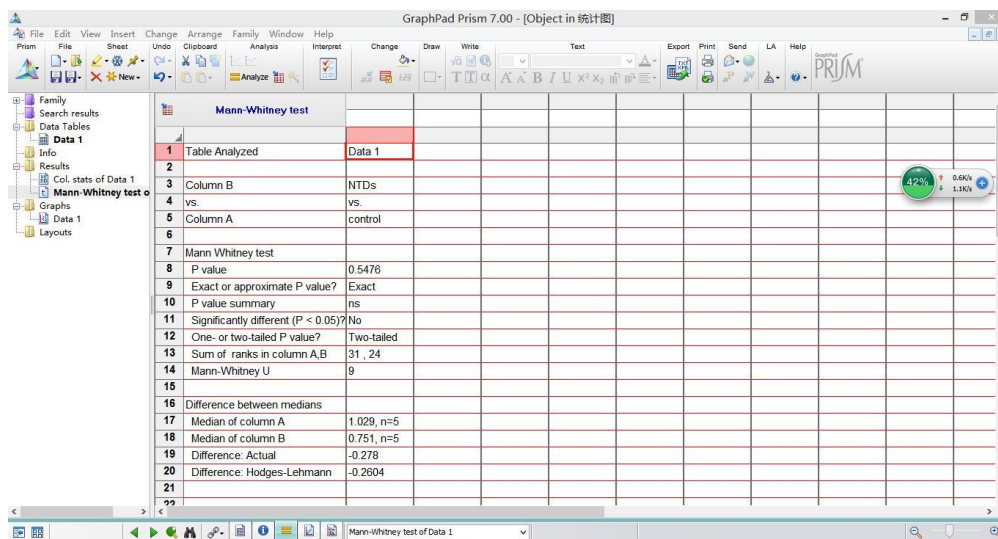 GraphPad Prism 7.00 - [Object in 统计图]
File Edit View Insert Change Arrange Family Window Help
Prism File Sheet Undo Clipboard Analysis Interpret Change Draw Write Text Export Print Send LA Help
New
Analyze
GraphPad
PRISM
Family
Search results
Data Tables
Data 1
Info
Results
Col. stats of Data 1
Mann-Whitney test o
Graphs
Data 1
Layouts
Mann-Whitney test
1 Table Analyzed Data 1
2
3 Column B NTDs
4 vs. vs.
5 Column A control
6
7 Mann Whitney test
8 P value 0.5476
9 Exact or approximate P value? Exact
10 P value summary ns
11 Significantly different (P < 0.05)? No
12 One- or two-tailed P value? Two-tailed
13 Sum of ranks in column A,B 31 , 24
14 Mann-Whitney U 9
15
16 Difference between medians
17 Median of column A 1.029, n=5
18 Median of column B 0.751, n=5
19 Difference: Actual -0.278
20 Difference: Hodges-Lehmann -0.2604
21
22
42%
0.6K/s
1.1K/s
Mann-Whitney test of Data 1